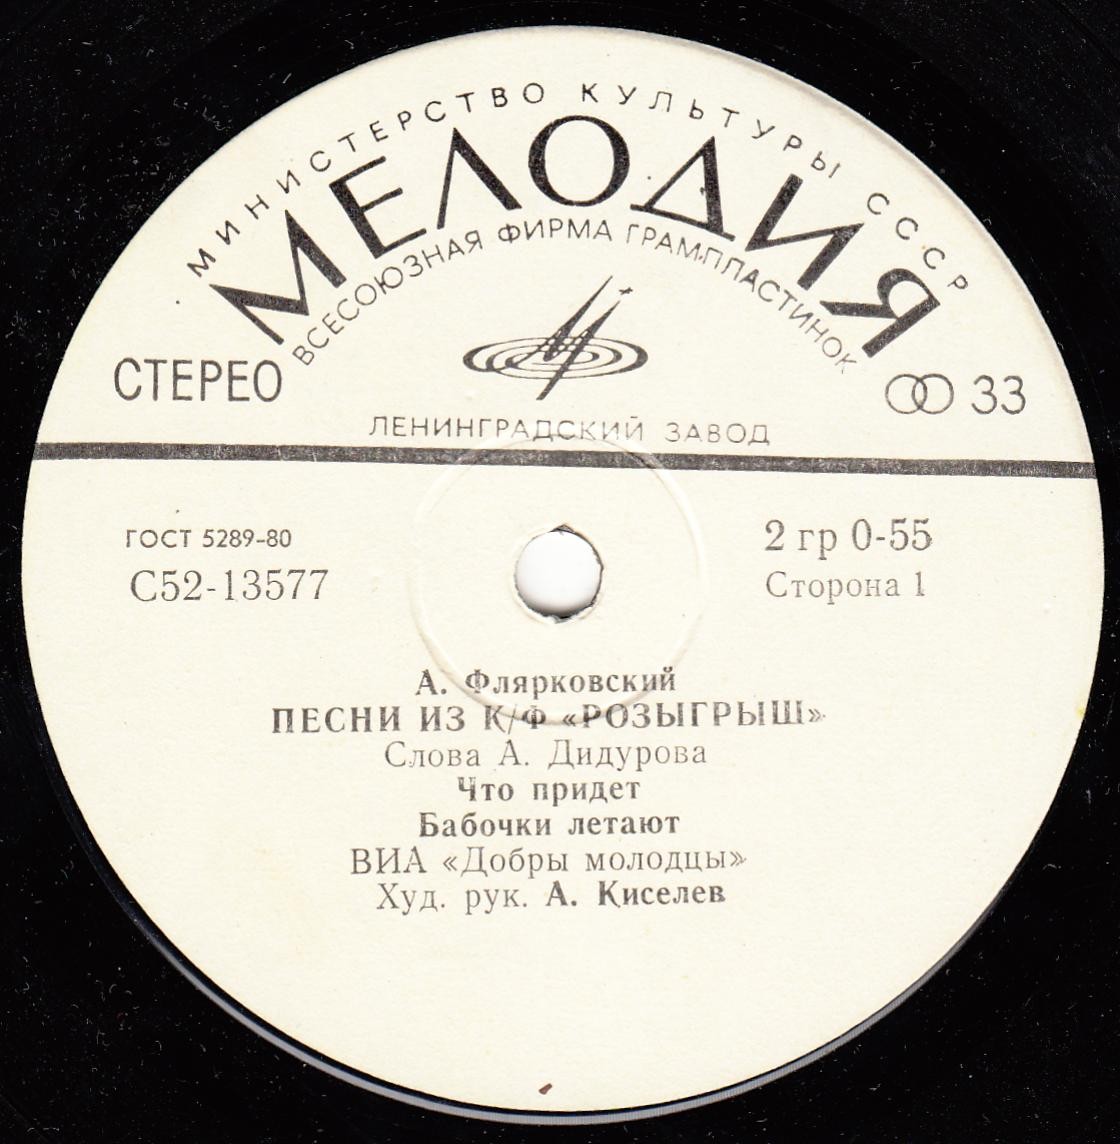 МИНИСТЕРСТВО КУЛЬТУРЫ СССР
МЕЛОДИЯ
ВСЕСОЮЗНАЯ ФИРМА ГРАМПЛАСТИНОК
СТЕРЕО
33
ЛЕНИНГРАДСКИЙ ЗАВОД
ГОСТ 5289-80
2 гр 0-55
С52-13577
Сторона 1
А. Флярковский
ПЕСНИ ИЗ К/Ф «РОЗЫГРЫШ»
Слова А. Дидурова
Что придет
Бабочки летают
ВИА «Добры молодцы»
Худ. рук. А. Киселев